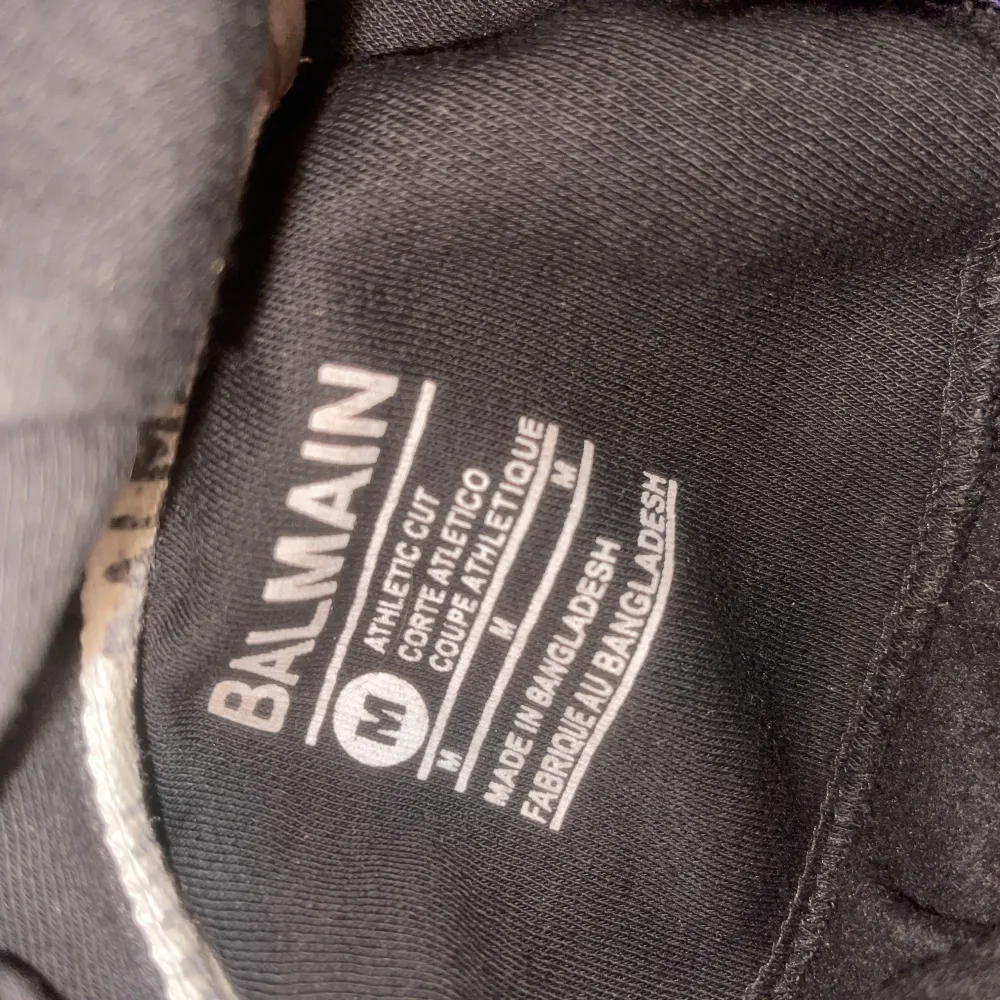 BALMAIN
M
ATHLETIC CUT
CORTE ATLETICO
COUPE ATHLETIQUE
M M M
MADE IN BANGLADESH
FABRIQUE AU BANGLADESH